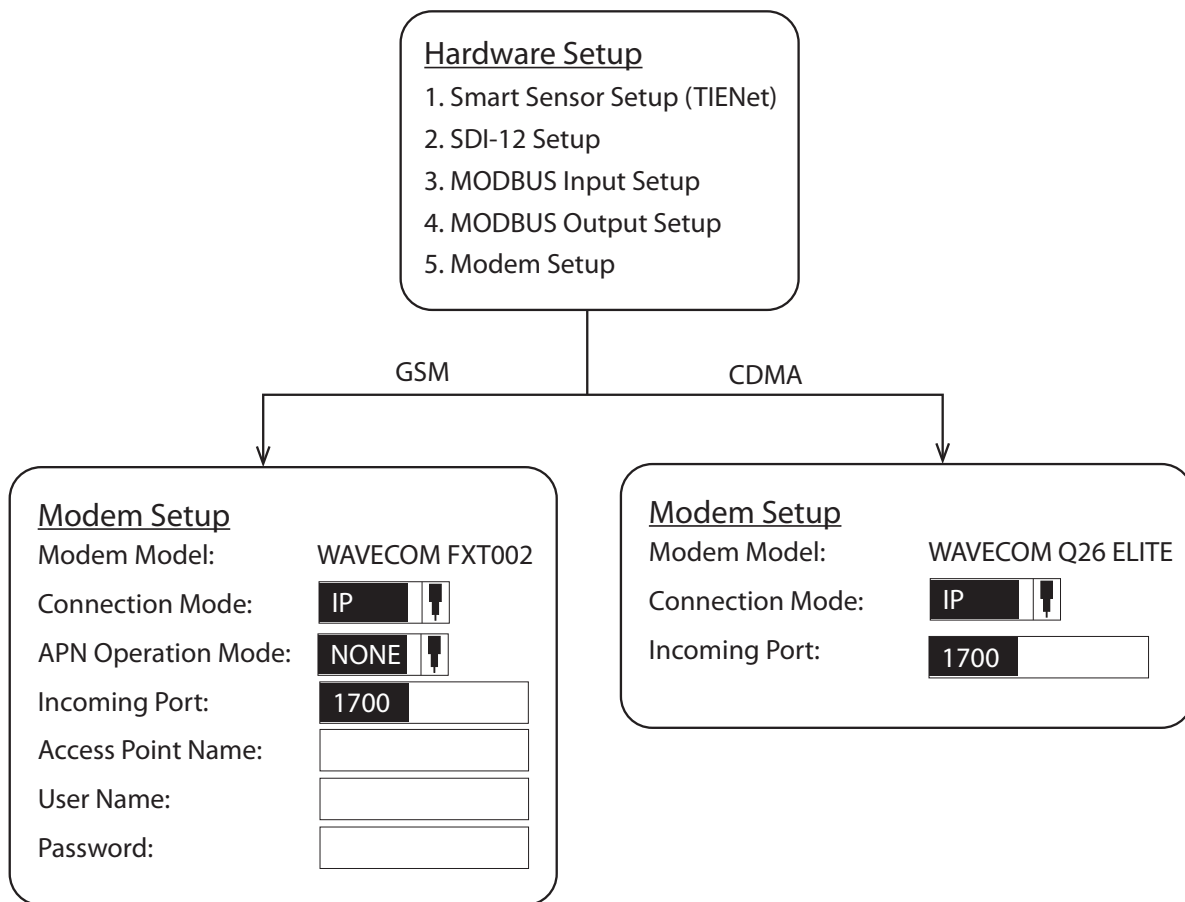 Hardware Setup
1. Smart Sensor Setup (TIENet)
2. SDI-12 Setup
3. MODBUS Input Setup
4. MODBUS Output Setup
5. Modem Setup
GSM
CDMA
Modem Setup
Modem Model: WAVECOM FXT002
Connection Mode: IP
APN Operation Mode: NONE
Incoming Port: 1700
Access Point Name:
User Name:
Password:
Modem Setup
Modem Model: WAVECOM Q26 ELITE
Connection Mode: IP
Incoming Port: 1700